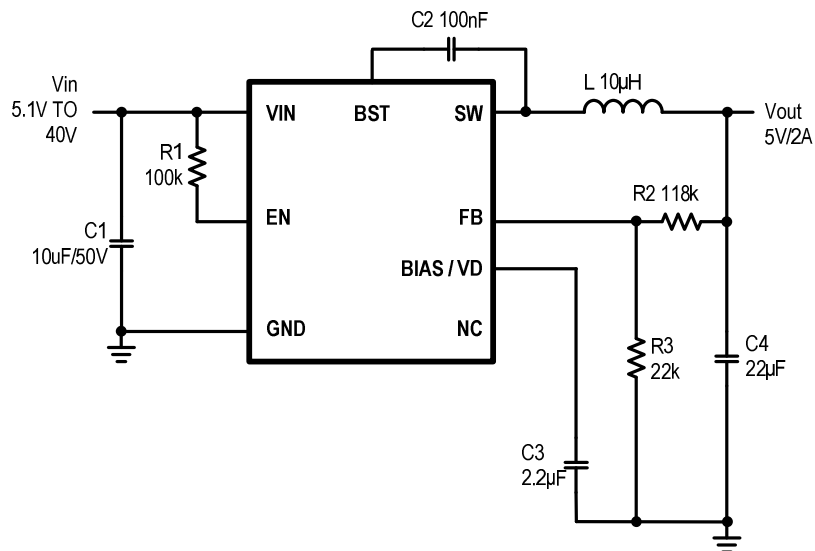 C2 100nF
Vin
5.1V TO
40V
VIN
BST
SW
L 10µH
Vout
5V/2A
R1
100k
R2 118k
EN
FB
C1
10uF/50V
BIAS / VD
GND
NC
R3
22k
C4
22µF
C3
2.2µF